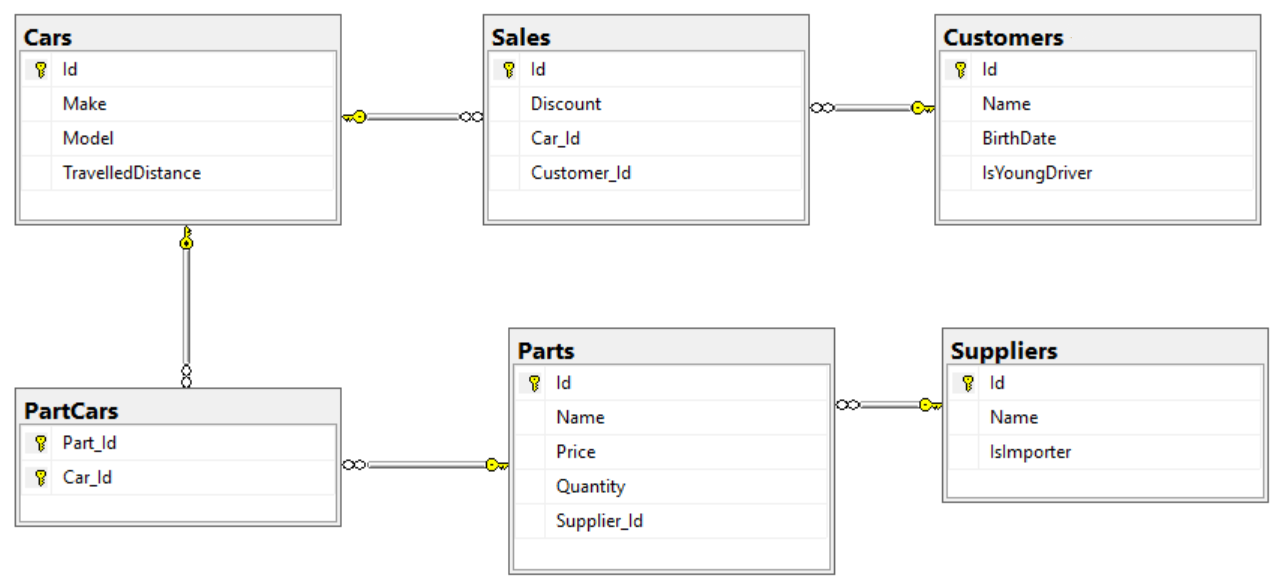 Cars
Id
Make
Model
TravelledDistance
Sales
Id
Discount
Car_Id
Customer_Id
Customers
Id
Name
BirthDate
IsYoungDriver
PartCars
Part_Id
Car_Id
Parts
Id
Name
Price
Quantity
Supplier_Id
Suppliers
Id
Name
IsImporter